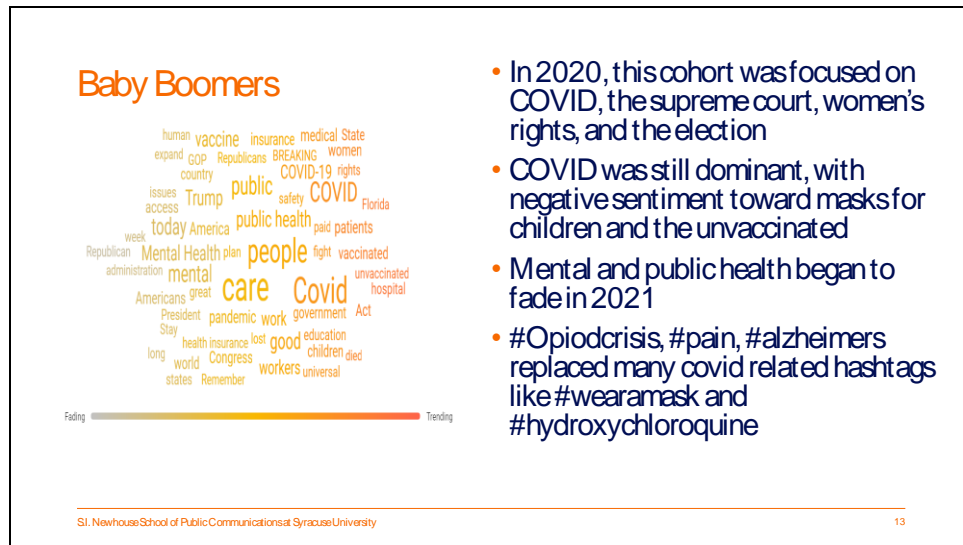 Baby Boomers
human vaccine insurance medical State
expand GOP Republicans BREAKING women
country COVID-19 rights
issues Trump public safety COVID Florida
access
today America public health paid patients
week
Republican Mental Health plan people fight vaccinated
administration mental unvaccinated
Americans great care Covid hospital
President pandemic work government Act
Stay
health insurance lost good education
long world Congress children died
states Remember workers universal
Fading Trending
• In 2020, this cohort was focused on
COVID, the supreme court, women's
rights, and the election
• COVID was still dominant, with
negative sentiment toward masks for
children and the unvaccinated
• Mental and public health began to
fade in 2021
• #Opiodcrisis, #pain, #alzheimers
replaced many covid related hashtags
like #wearamask and
#hydroxychloroquine
S.I. Newhouse School of Public Communications at Syracuse University
13